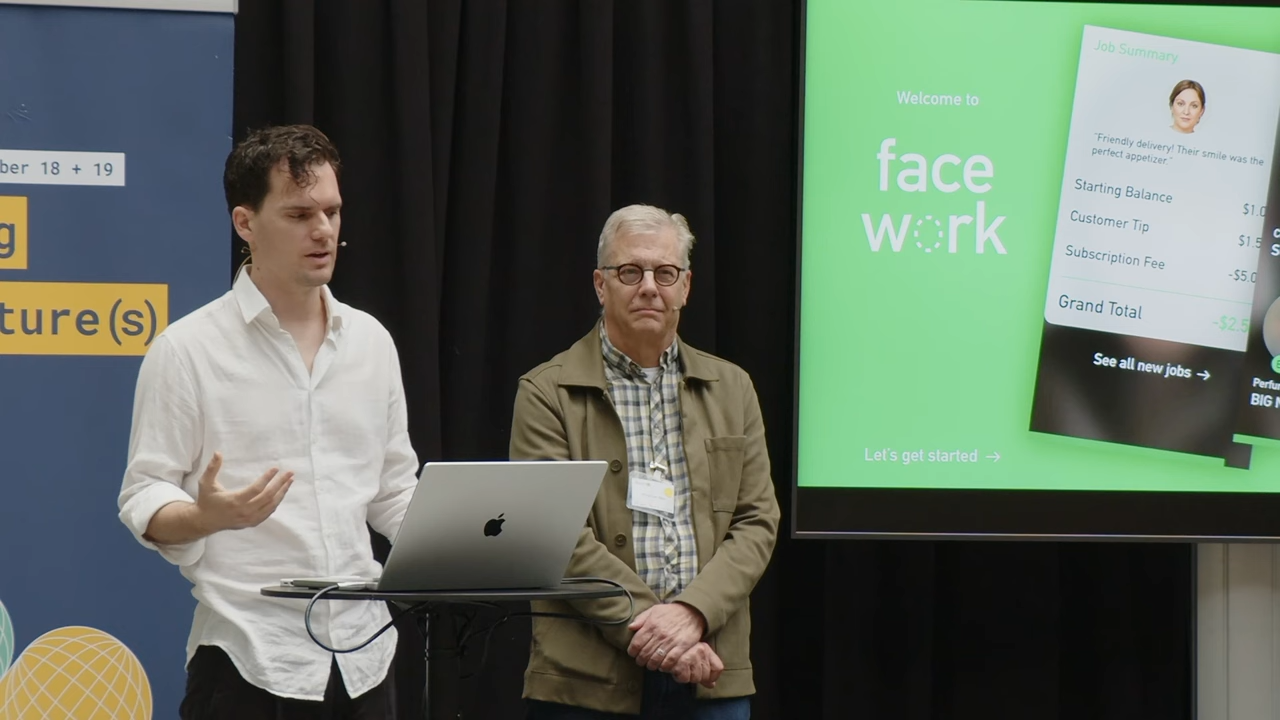 ber 18 + 19
g
ture(s)
Welcome to
face
work
Let's get started →
Job Summary
"Friendly delivery! Their smile was the
perfect appetizer."
Starting Balance $1.0
Customer Tip $1.5
Subscription Fee -$5.0
Grand Total -$2.5
See all new jobs →
Perfu
BIG